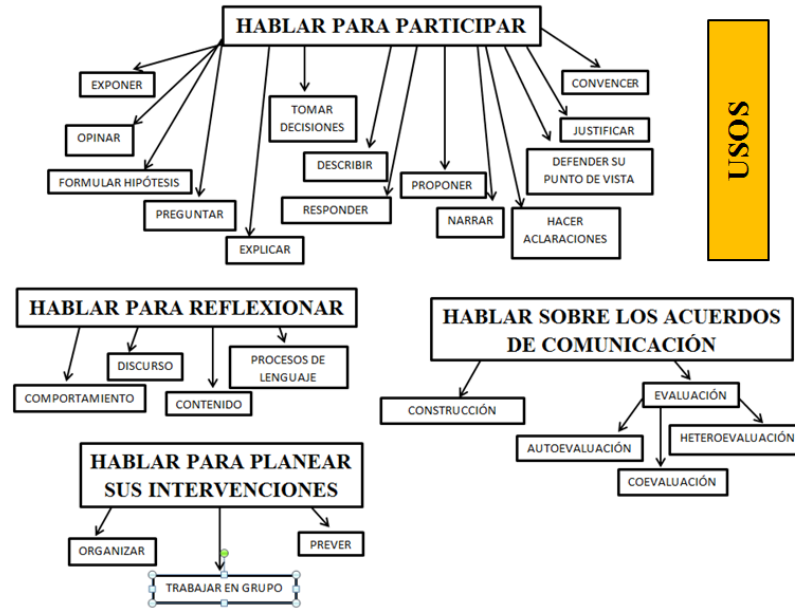 HABLAR PARA PARTICIPAR
EXPONER
OPINAR
FORMULAR HIPÓTESIS
PREGUNTAR
EXPLICAR
TOMAR
DECISIONES
DESCRIBIR
RESPONDER
PROPONER
NARRAR
HACER
ACLARACIONES
DEFENDER SU
PUNTO DE VISTA
JUSTIFICAR
CONVENCER
USOS
HABLAR PARA REFLEXIONAR
COMPORTAMIENTO
DISCURSO
CONTENIDO
PROCESOS DE
LENGUAJE
HABLAR SOBRE LOS ACUERDOS
DE COMUNICACIÓN
CONSTRUCCIÓN
EVALUACIÓN
AUTOEVALUACIÓN
COEVALUACIÓN
HETEROEVALUACIÓN
HABLAR PARA PLANEAR
SUS INTERVENCIONES
ORGANIZAR
TRABAJAR EN GRUPO
PREVER